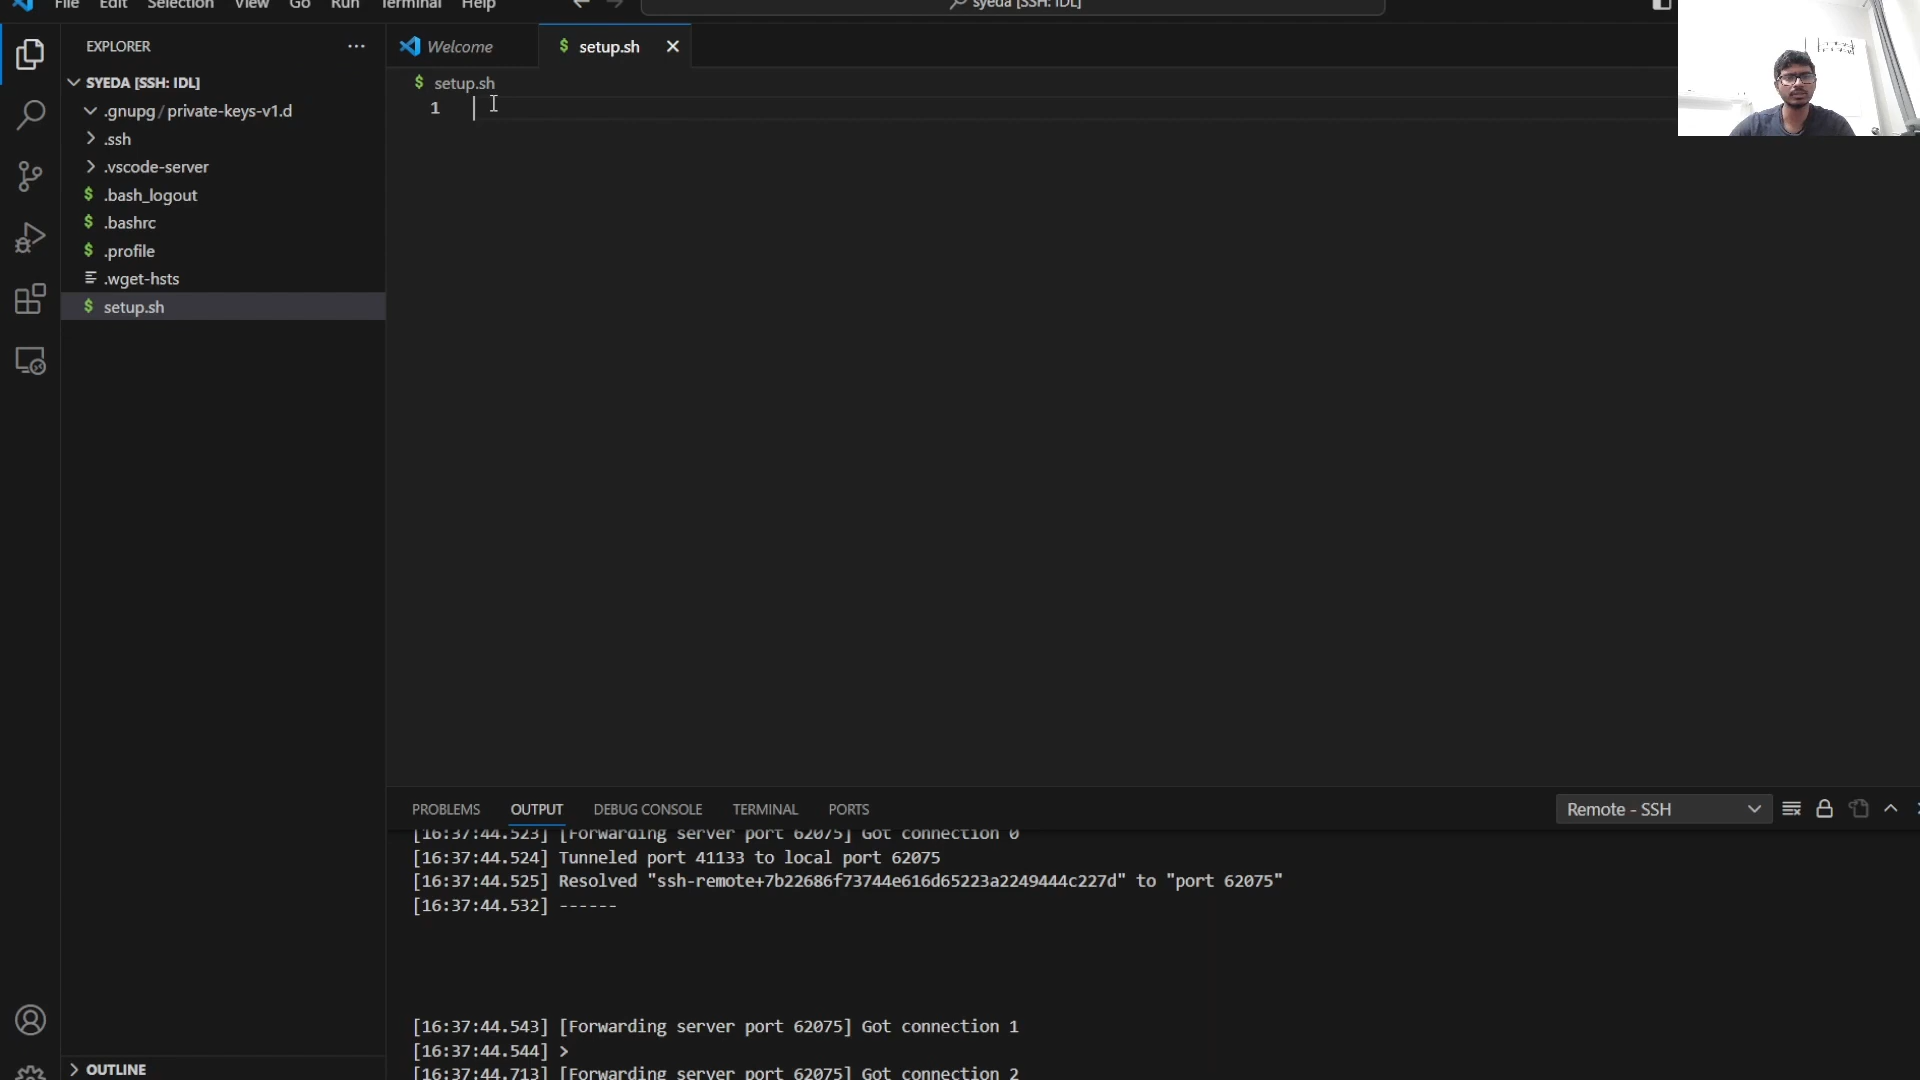 File Edit Selection View Go Run Terminal Help
syeda [SSH: IDL]
EXPLORER
Welcome
setup.sh
SYEDA [SSH: IDL]
setup.sh
.gnupg / private-keys-v1.d
1
.ssh
.vscode-server
.bash_logout
.bashrc
.profile
.wget-hsts
setup.sh
PROBLEMS OUTPUT DEBUG CONSOLE TERMINAL PORTS
Remote - SSH
[16:37:44.523] [Forwarding server port 62075] Got connection 0
[16:37:44.524] Tunneled port 41133 to local port 62075
[16:37:44.525] Resolved "ssh-remote+7b22686f73744e616d65223a2249444c227d" to "port 62075"
[16:37:44.532] ------
[16:37:44.543] [Forwarding server port 62075] Got connection 1
[16:37:44.544] >
[16:37:44.713] [Forwarding server port 62075] Got connection 2
OUTLINE